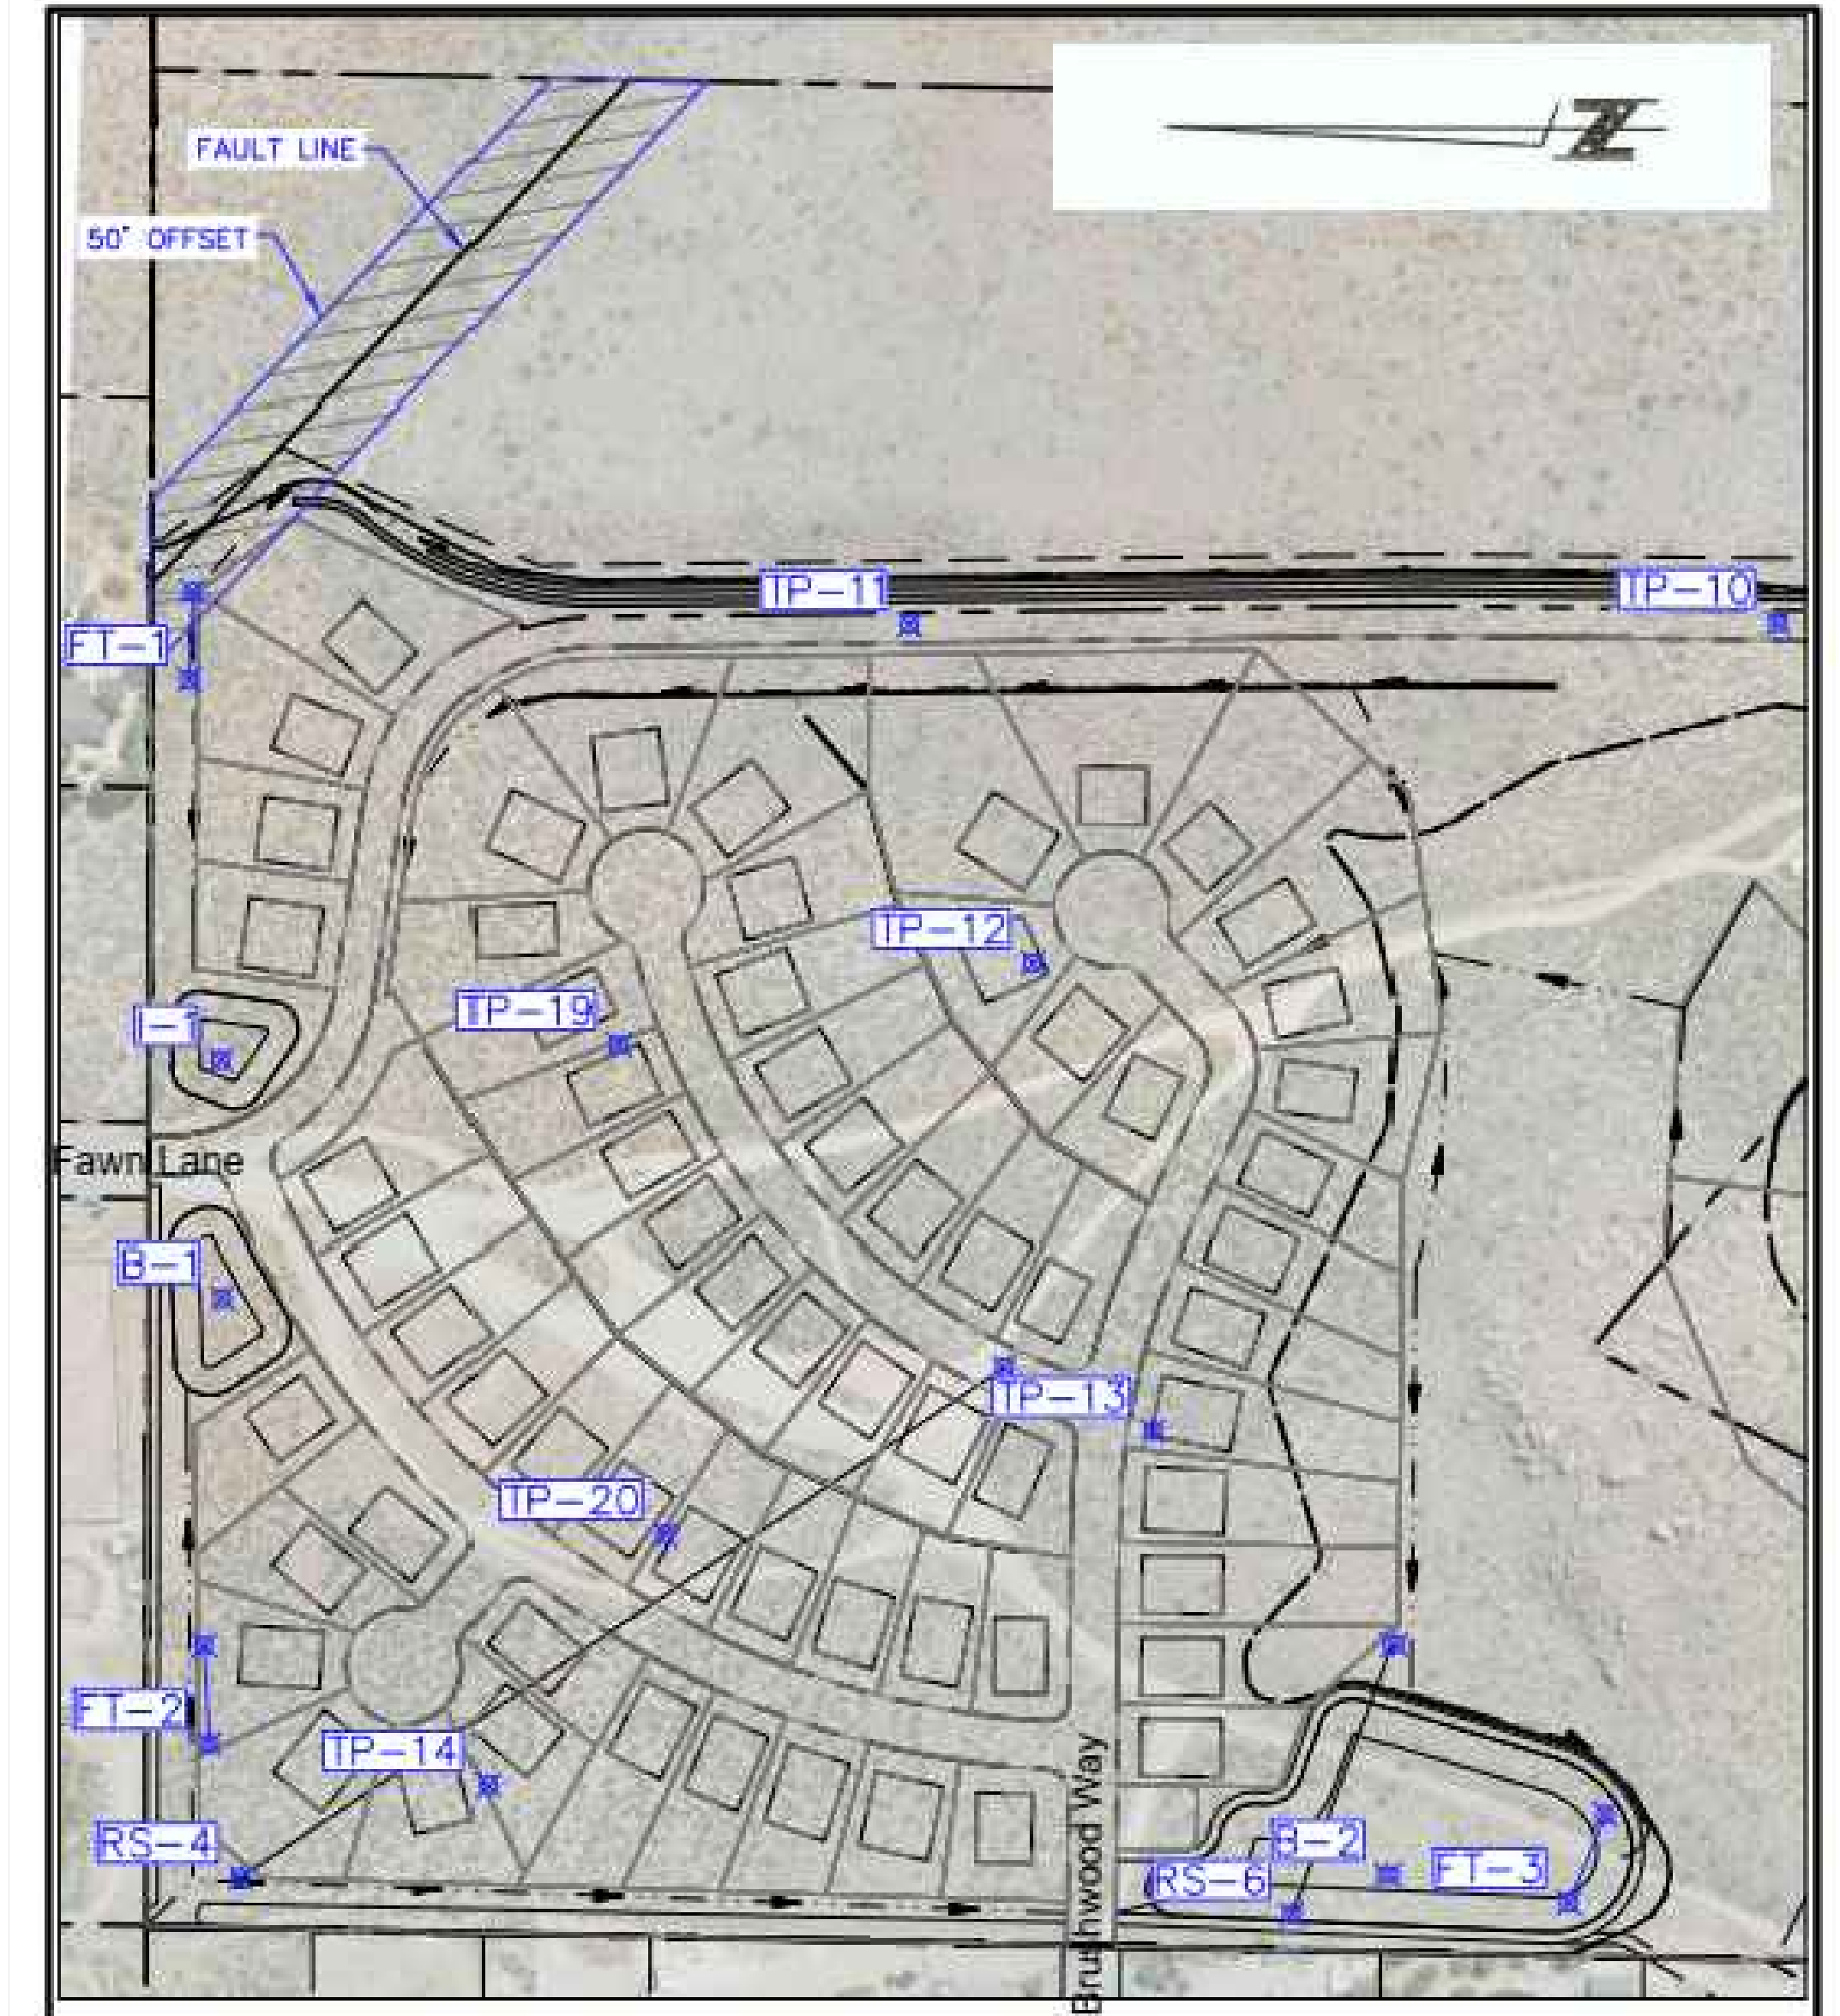 FAULT LINE
50' OFFSET
N
TP-11
TP-10
FT-1
TP-12
TP-19
I-1
Fawn Lane
B-1
TP-13
TP-20
FT-2
TP-14
RS-4
B-2
FT-3
RS-6
Brushwood Way